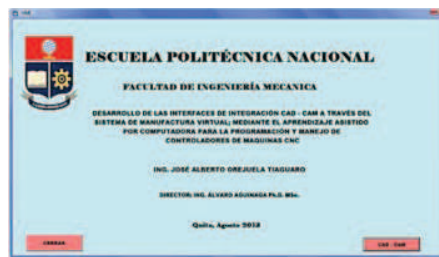 ESCUELA POLITÉCNICA NACIONAL
FACULTAD DE INGENIERÍA MECANICA
DESARROLLO DE LAS INTERFACES DE INTEGRACIÓN CAD - CAM A TRAVÉS DEL
SISTEMA DE MANUFACTURA VIRTUAL; MEDIANTE EL APRENDIZAJE ASISTIDO
POR COMPUTADORA PARA LA PROGRAMACIÓN Y MANEJO DE
CONTROLADORES DE MAQUINAS CNC
ING. JOSÉ ALBERTO OREJUELA TIAGUARO
DIRECTOR: ING. ÁLVARO AGUINAGA Ph.D. MSc.
Quito, Agosto 2013
CAD - CAM